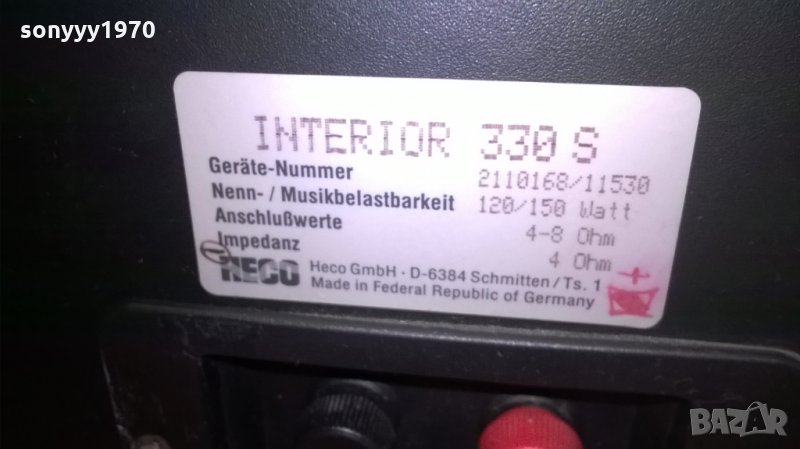 sonyyy1970
INTERIOR 330 S
Geräte-Nummer 2110168/11530
Nenn- / Musikbelastbarkeit 120/150 Watt
Anschlußwerte 4-8 Ohm
Impedanz 4 Ohm
HECO Heco GmbH · D-6384 Schmitten/Ts. 1
Made in Federal Republic of Germany
BAZAR